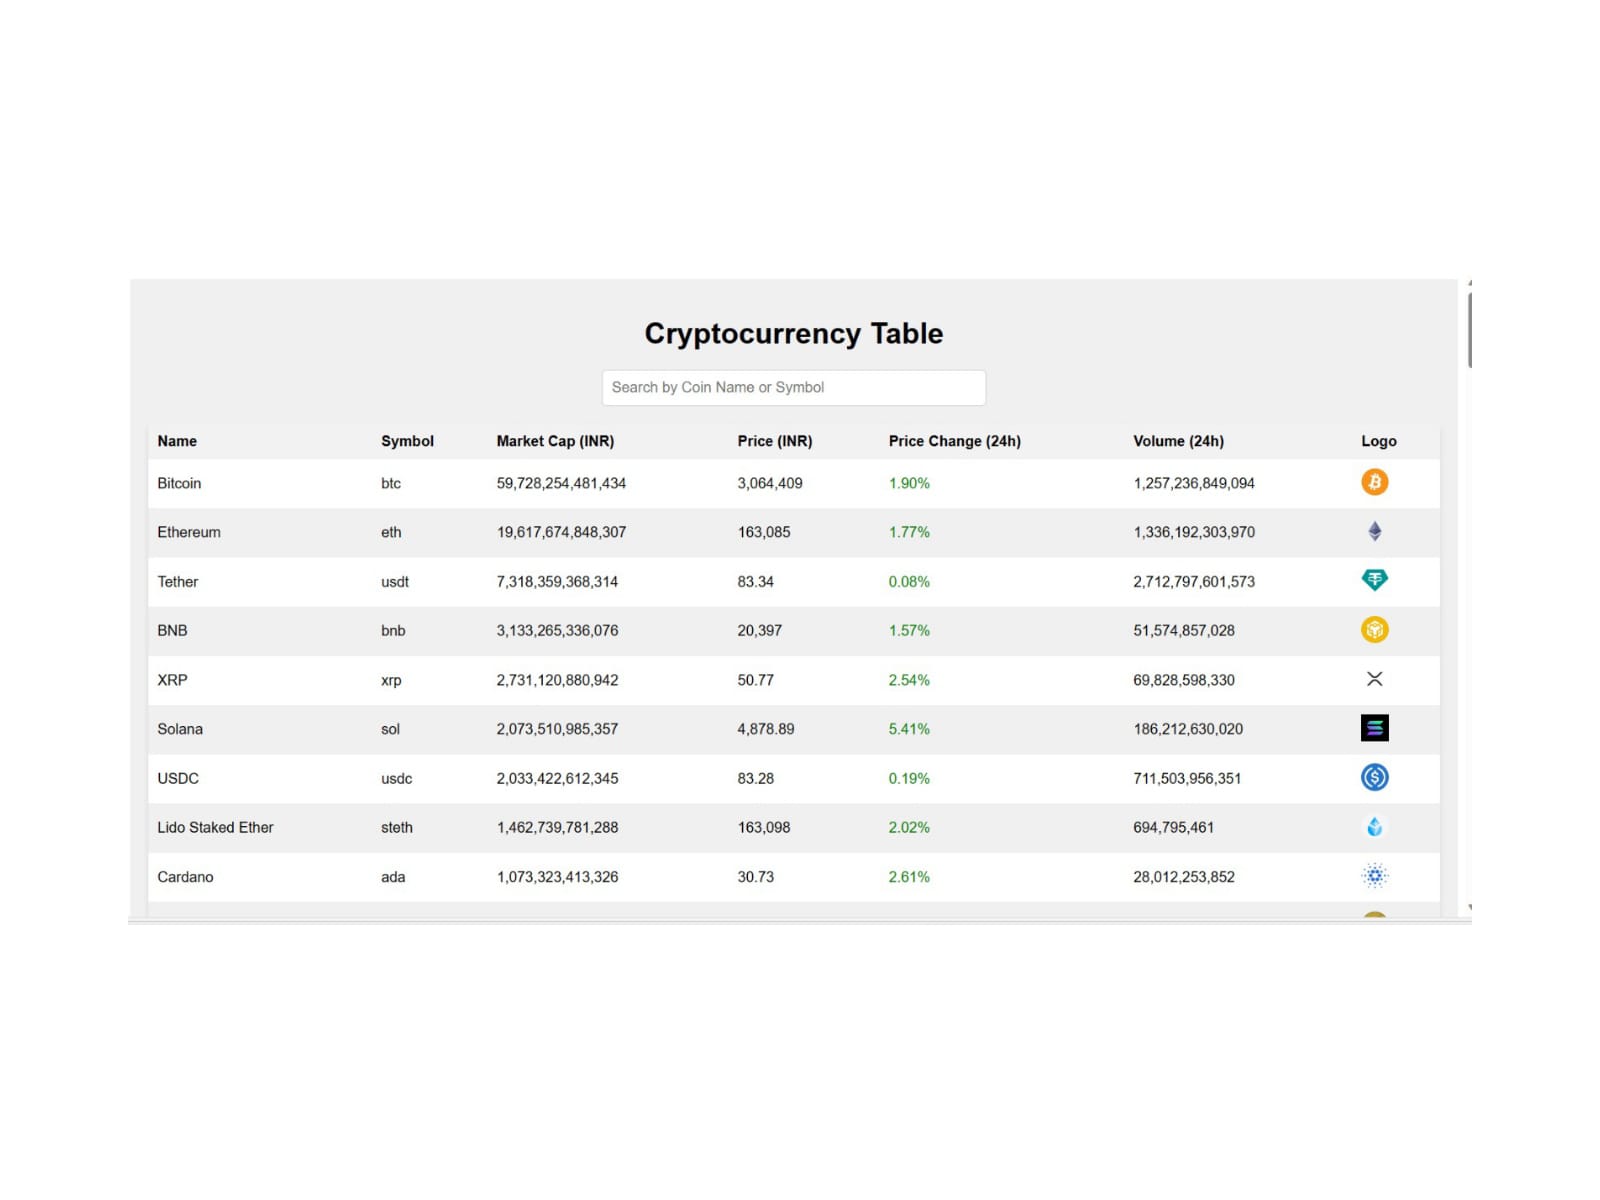 Cryptocurrency Table
Search by Coin Name or Symbol
Name Symbol Market Cap (INR) Price (INR) Price Change (24h) Volume (24h) Logo
Bitcoin btc 59,728,254,481,434 3,064,409 1.90% 1,257,236,849,094
Ethereum eth 19,617,674,848,307 163,085 1.77% 1,336,192,303,970
Tether usdt 7,318,359,368,314 83.34 0.08% 2,712,797,601,573
BNB bnb 3,133,265,336,076 20,397 1.57% 51,574,857,028
XRP xrp 2,731,120,880,942 50.77 2.54% 69,828,598,330
Solana sol 2,073,510,985,357 4,878.89 5.41% 186,212,630,020
USDC usdc 2,033,422,612,345 83.28 0.19% 711,503,956,351
Lido Staked Ether steth 1,462,739,781,288 163,098 2.02% 694,795,461
Cardano ada 1,073,323,413,326 30.73 2.61% 28,012,253,852